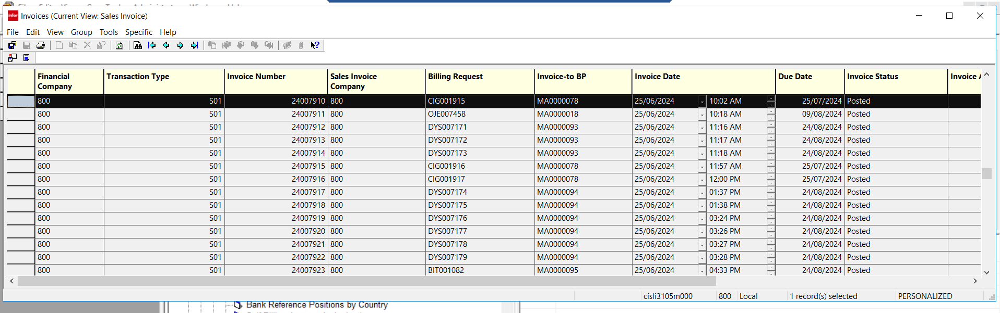 infor Invoices (Current View: Sales Invoice)
File Edit View Group Tools Specific Help
Financial Company Transaction Type Invoice Number Sales Invoice Company Billing Request Invoice-to BP Invoice Date Due Date Invoice Status Invoice A
800 S01 24007910 800 CIG001915 MA0000078 25/06/2024 10:02 AM 25/07/2024 Posted
800 S01 24007911 800 OJE007458 MA0000018 25/06/2024 10:18 AM 09/08/2024 Posted
800 S01 24007912 800 DYS007171 MA0000093 25/06/2024 11:16 AM 24/08/2024 Posted
800 S01 24007913 800 DYS007172 MA0000093 25/06/2024 11:17 AM 24/08/2024 Posted
800 S01 24007914 800 DYS007173 MA0000093 25/06/2024 11:18 AM 24/08/2024 Posted
800 S01 24007915 800 CIG001916 MA0000078 25/06/2024 11:57 AM 25/07/2024 Posted
800 S01 24007916 800 CIG001917 MA0000078 25/06/2024 12:00 PM 25/07/2024 Posted
800 S01 24007917 800 DYS007174 MA0000094 25/06/2024 01:37 PM 24/08/2024 Posted
800 S01 24007918 800 DYS007175 MA0000094 25/06/2024 01:38 PM 24/08/2024 Posted
800 S01 24007919 800 DYS007176 MA0000094 25/06/2024 03:24 PM 24/08/2024 Posted
800 S01 24007920 800 DYS007177 MA0000094 25/06/2024 03:26 PM 24/08/2024 Posted
800 S01 24007921 800 DYS007178 MA0000094 25/06/2024 03:27 PM 24/08/2024 Posted
800 S01 24007922 800 DYS007179 MA0000094 25/06/2024 03:28 PM 24/08/2024 Posted
800 S01 24007923 800 BIT001082 MA0000095 25/06/2024 04:33 PM 24/08/2024 Posted
cisli3105m000 800 Local 1 record(s) selected PERSONALIZED
Bank Reference Positions by Country